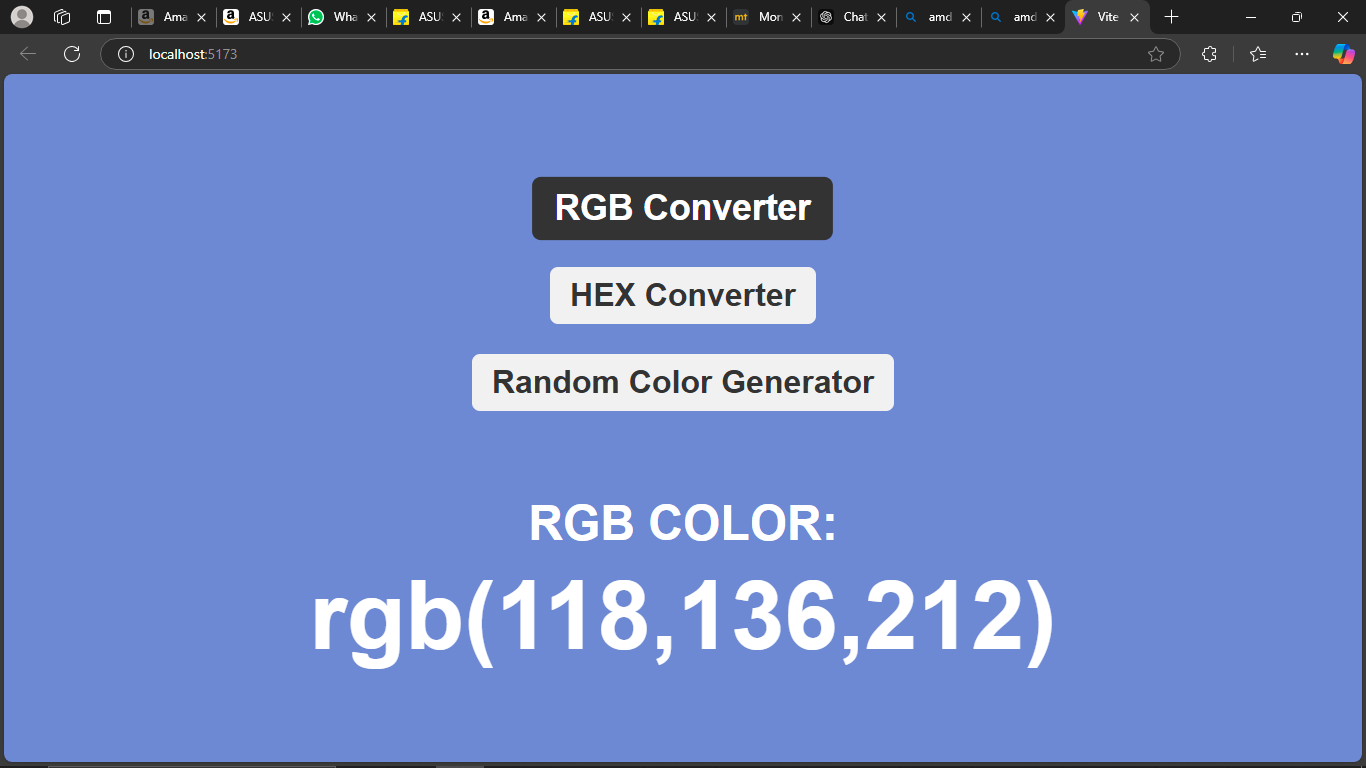 Ama ASU Wha ASU Ama ASU ASU mt Mon Chat amd amd Vite
localhost:5173
RGB Converter
HEX Converter
Random Color Generator
RGB COLOR:
rgb(118,136,212)